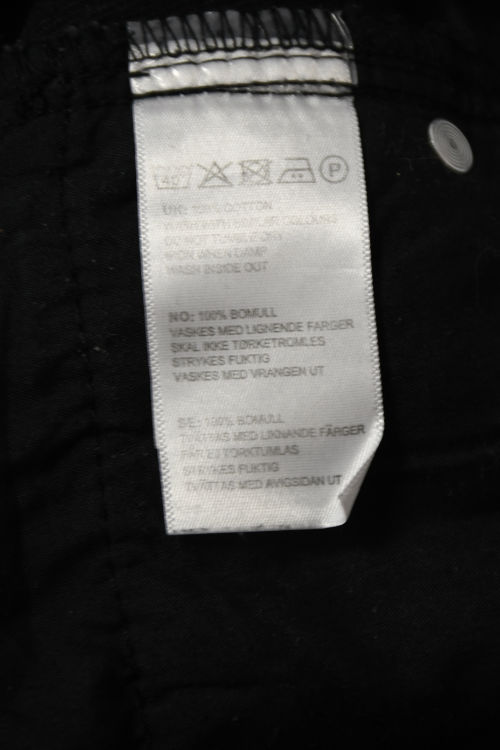 40° P
UK: 100% COTTON
WASH WITH SIMILAR COLOURS
DO NOT TUMBLE DRY
IRON WHEN DAMP
WASH INSIDE OUT
NO: 100% BOMULL
VASKES MED LIGNENDE FARGER
SKAL IKKE TØRKETROMLES
STRYKES FUKTIG
VASKES MED VRANGEN UT
SE: 100% BOMULL
TVÄTTAS MED LIKNANDE FÄRGER
FÅR EJ TORKTUMLAS
STRYKES FUKTIG
TVÄTTAS MED AVIGSIDAN UT